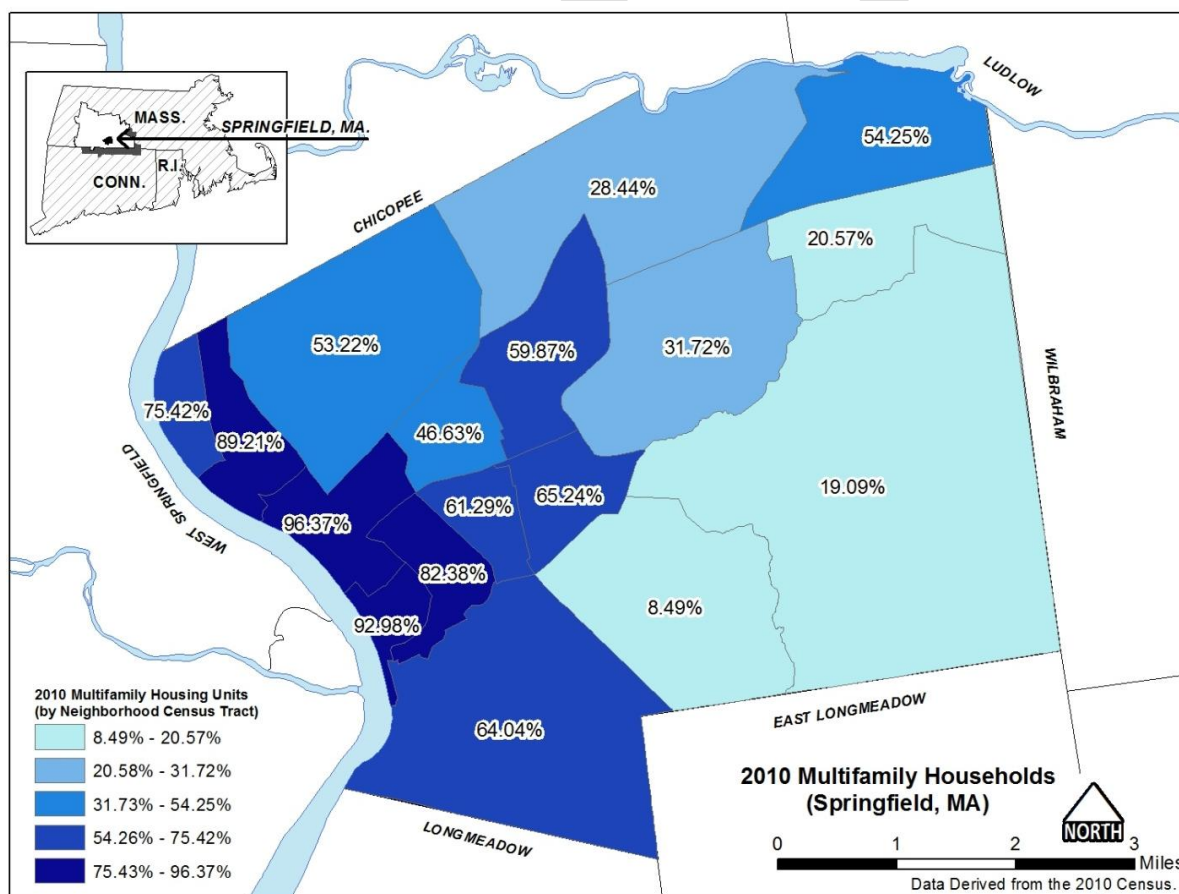 LUDLOW
MASS.
SPRINGFIELD, MA.
R.I.
CONN.
CHICOPEE
54.25%
28.44%
20.57%
53.22%
59.87%
31.72%
WILBRAHAM
75.42%
89.21%
46.63%
19.09%
61.29%
65.24%
WEST SPRINGFIELD
96.37%
82.38%
8.49%
92.98%
64.04%
EAST LONGMEADOW
LONGMEADOW
2010 Multifamily Housing Units
(by Neighborhood Census Tract)
8.49% - 20.57%
20.58% - 31.72%
31.73% - 54.25%
54.26% - 75.42%
75.43% - 96.37%
2010 Multifamily Households
(Springfield, MA)
NORTH
0 1 2 3
Miles
Data Derived from the 2010 Census.